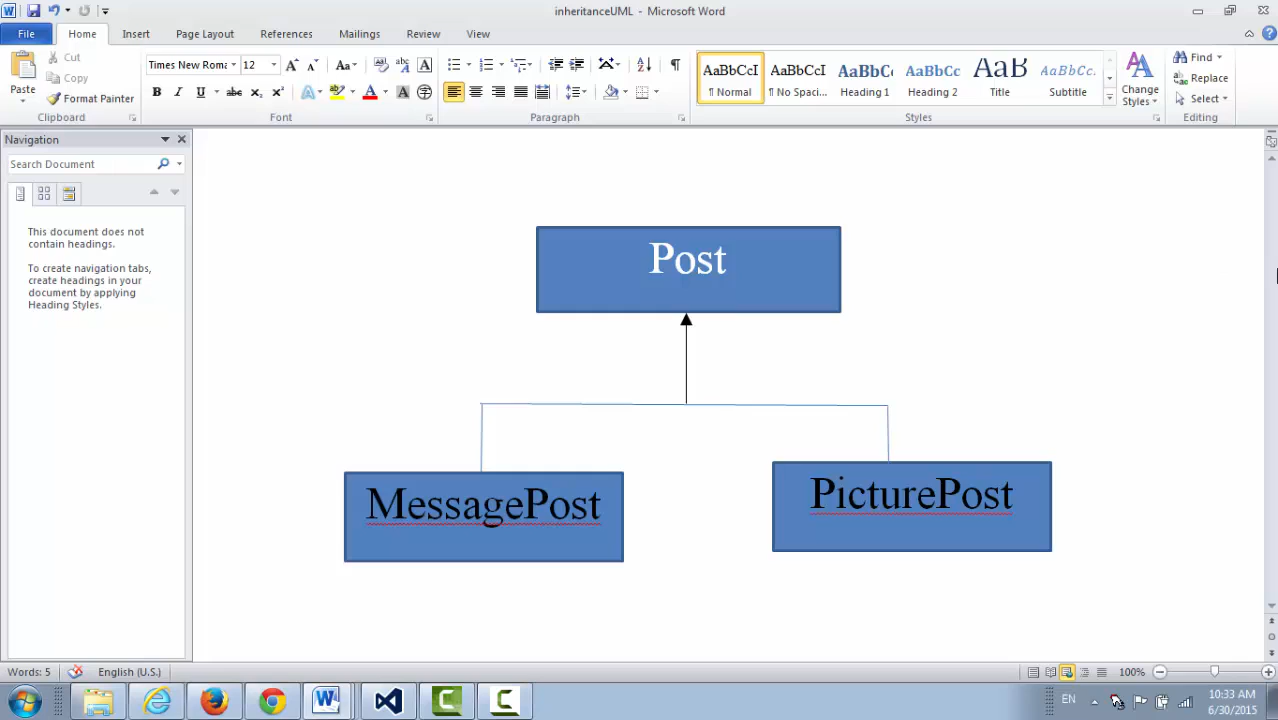 inheritanceUML - Microsoft Word
File Home Insert Page Layout References Mailings Review View
Paste
Cut
Copy
Format Painter
Clipboard
Times New Roma 12
Font
Paragraph
AaBbCcI AaBbCcI AaBbCc AaBbCc AaB AaBbCc.
¶ Normal ¶ No Spaci... Heading 1 Heading 2 Title Subtitle
Change
Styles
Styles
Find
Replace
Select
Editing
Navigation
Search Document
This document does not
contain headings.
To create navigation tabs,
create headings in your
document by applying
Heading Styles.
Post
MessagePost
PicturePost
Words: 5 English (U.S.) 100%
EN
10:33 AM
6/30/2015